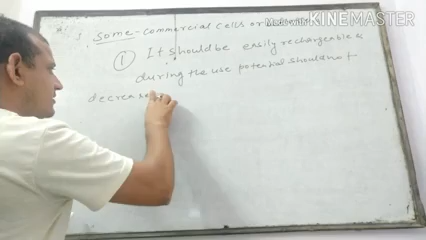 Some commercial cells or
Made with
KINEMASTER
① It should be easily rechargeable &
during the use potential should not
decreas